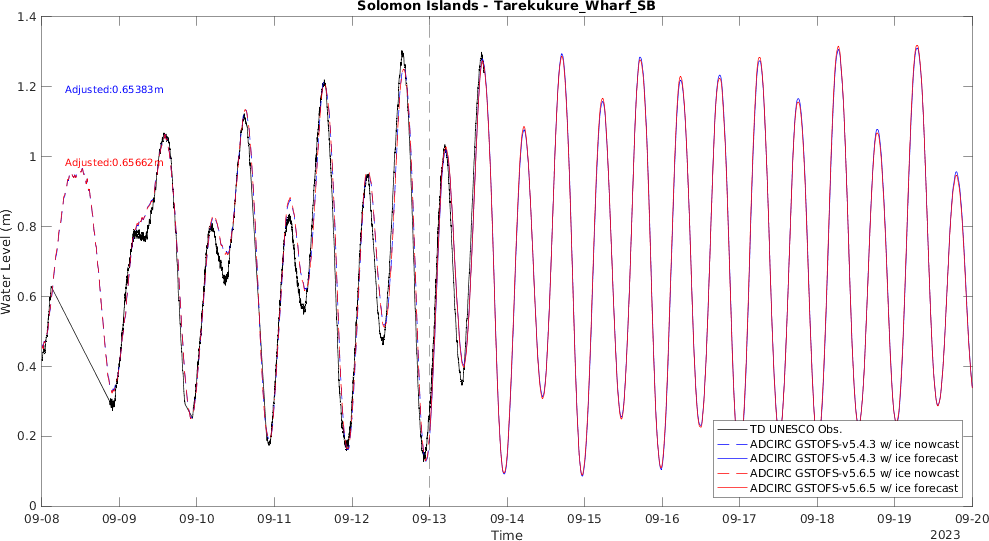 Solomon Islands - Tarekukure_Wharf_SB
1.4
1.2
1
0.8
0.6
0.4
0.2
0
Water Level (m)
Adjusted:0.65383m
Adjusted:0.65662m
TD UNESCO Obs.
ADCIRC GSTOFS-v5.4.3 w/ ice nowcast
ADCIRC GSTOFS-v5.4.3 w/ ice forecast
ADCIRC GSTOFS-v5.6.5 w/ ice nowcast
ADCIRC GSTOFS-v5.6.5 w/ ice forecast
09-08 09-09 09-10 09-11 09-12 09-13 09-14 09-15 09-16 09-17 09-18 09-19 09-20
Time
2023